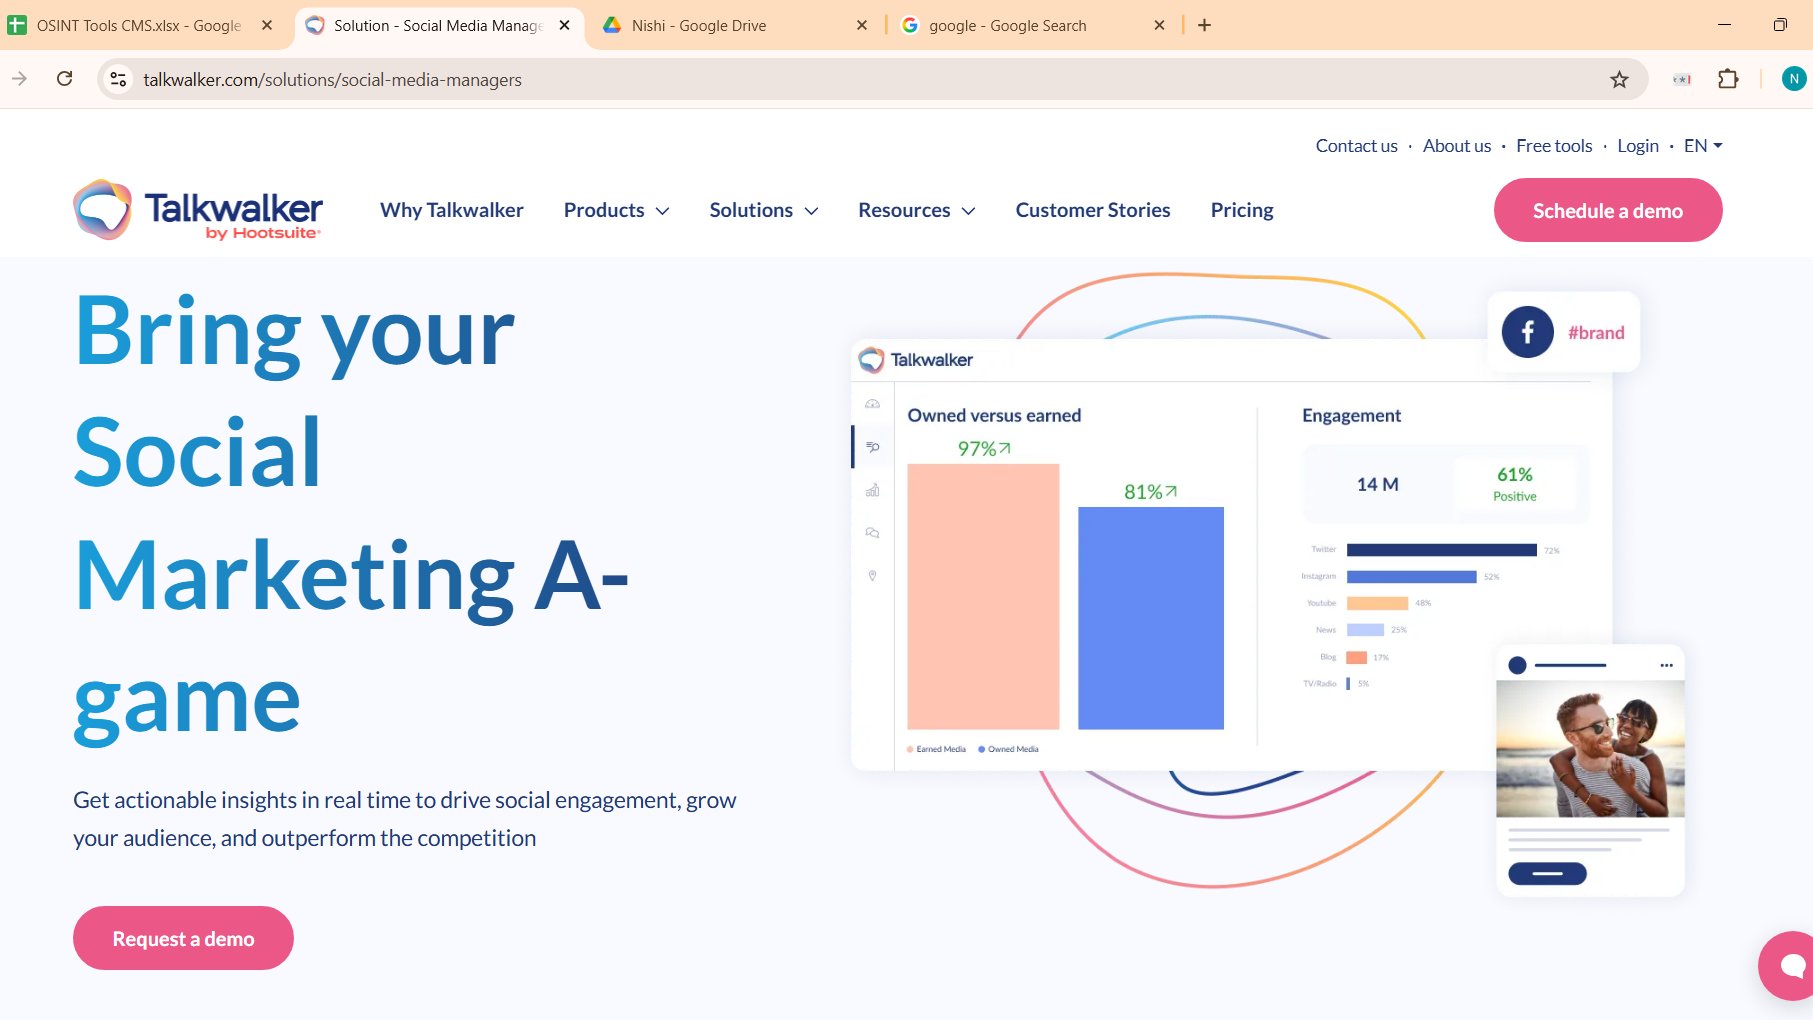 OSINT Tools CMS.xlsx - Google
Solution - Social Media Manage
Nishi - Google Drive
google - Google Search
talkwalker.com/solutions/social-media-managers
N
Contact us · About us · Free tools · Login · EN
Talkwalker
by Hootsuite
Why Talkwalker
Products
Solutions
Resources
Customer Stories
Pricing
Schedule a demo
Bring your
Social
Marketing A-
game
Get actionable insights in real time to drive social engagement, grow
your audience, and outperform the competition
Request a demo
Talkwalker
#brand
Owned versus earned
97%
81%
Earned Media
Owned Media
Engagement
14 M
61%
Positive
Twitter 72%
Instagram 52%
Youtube 48%
News 25%
Blog 17%
TV/Radio 5%